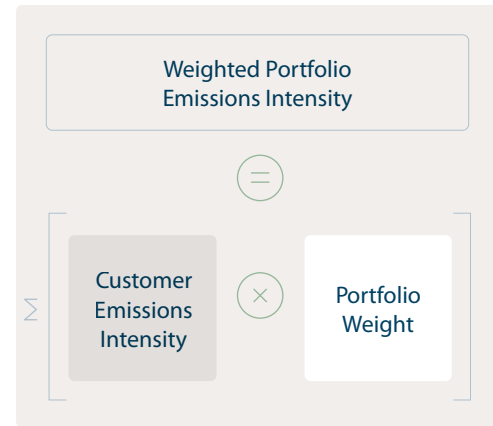 Weighted Portfolio
Emissions Intensity
=
Σ
Customer
Emissions
Intensity
×
Portfolio
Weight